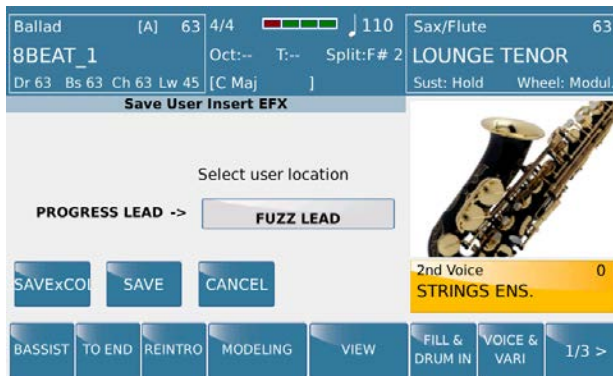 Ballad [A] 63
8BEAT_1
Dr 63 Bs 63 Ch 63 Lw 45
4/4 ♩110
Oct:-- T:-- Split:F# 2
[C Maj ]
Sax/Flute 63
LOUNGE TENOR
Sust: Hold Wheel: Modul.
Save User Insert EFX
Select user location
PROGRESS LEAD -> FUZZ LEAD
SAVExCOL SAVE CANCEL
2nd Voice 0
STRINGS ENS.
BASSIST TO END REINTRO MODELING VIEW FILL & DRUM IN VOICE & VARI 1/3 >